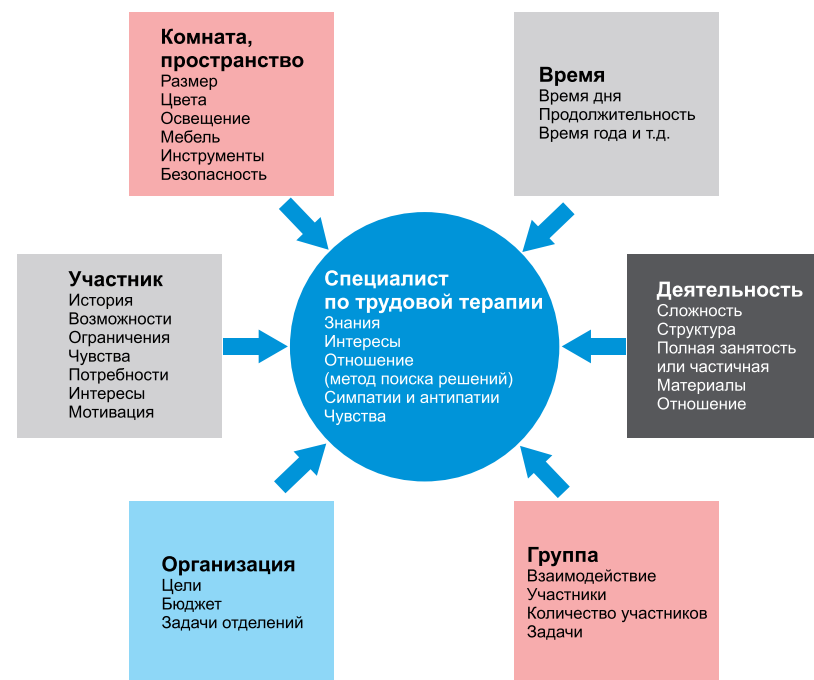 Комната,
пространство
Размер
Цвета
Освещение
Мебель
Инструменты
Безопасность
Время
Время дня
Продолжительность
Время года и т.д.
Участник
История
Возможности
Ограничения
Чувства
Потребности
Интересы
Мотивация
Специалист
по трудовой терапии
Знания
Интересы
Отношение
(метод поиска решений)
Симпатии и антипатии
Чувства
Деятельность
Сложность
Структура
Полная занятость
или частичная
Материалы
Отношение
Организация
Цели
Бюджет
Задачи отделений
Группа
Взаимодействие
Участники
Количество участников
Задачи